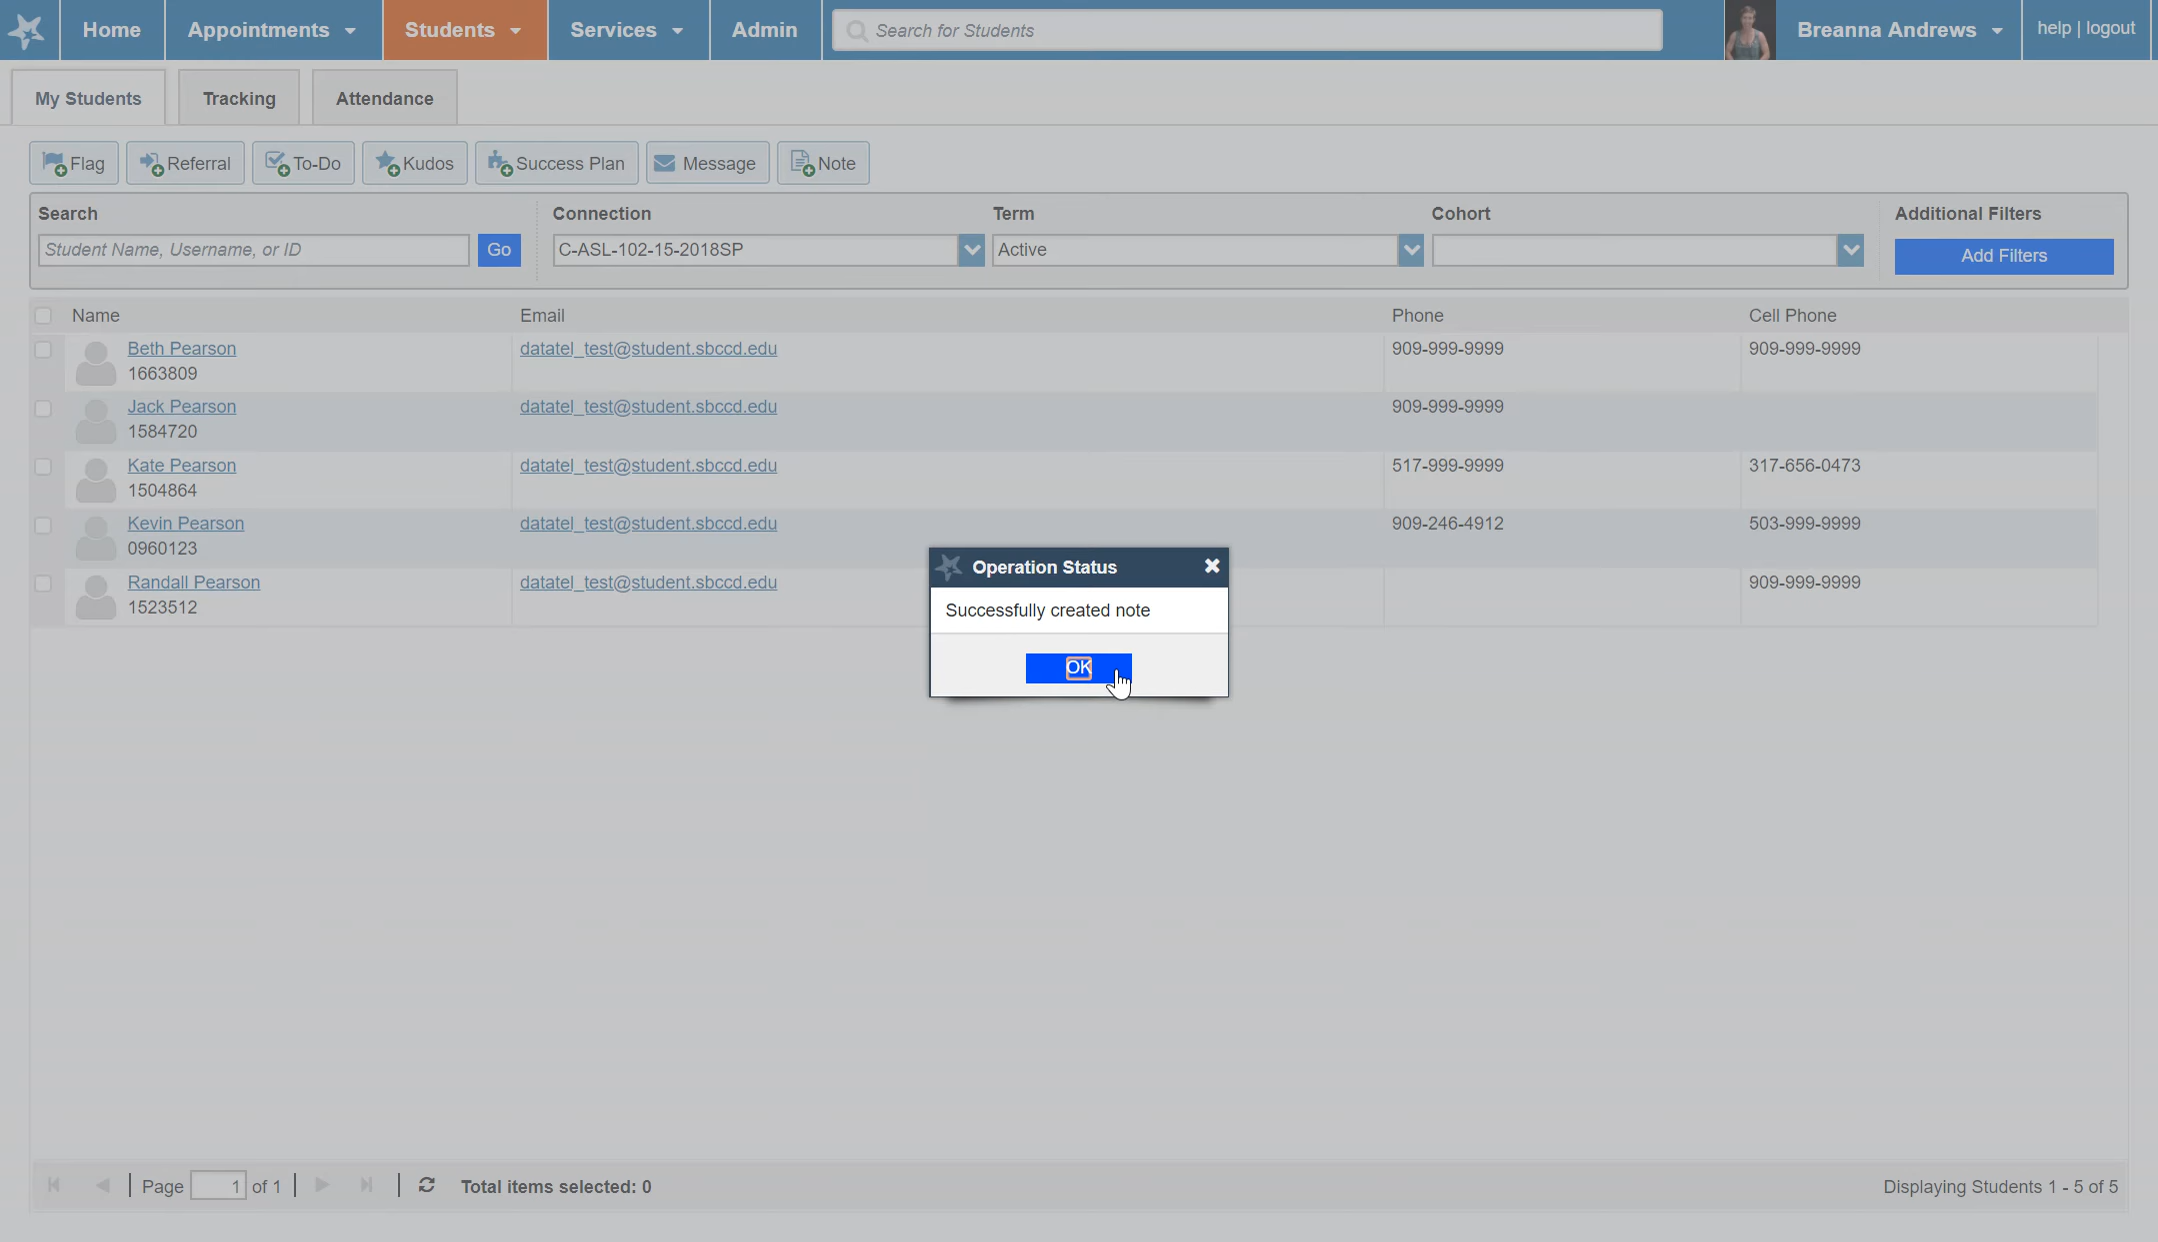 Home Appointments Students Services Admin Search for Students Breanna Andrews help | logout
My Students Tracking Attendance
Flag Referral To-Do Kudos Success Plan Message Note
Search Connection Term Cohort Additional Filters
Student Name, Username, or ID Go C-ASL-102-15-2018SP Active Add Filters
Name Email Phone Cell Phone
Beth Pearson datatel_test@student.sbccd.edu 909-999-9999 909-999-9999
1663809
Jack Pearson datatel_test@student.sbccd.edu 909-999-9999
1584720
Kate Pearson datatel_test@student.sbccd.edu 517-999-9999 317-656-0473
1504864
Kevin Pearson datatel_test@student.sbccd.edu 909-246-4912 503-999-9999
0960123
Randall Pearson datatel_test@student.sbccd.edu 909-999-9999
1523512
Operation Status
Successfully created note
OK
Page 1 of 1 Total items selected: 0 Displaying Students 1 - 5 of 5